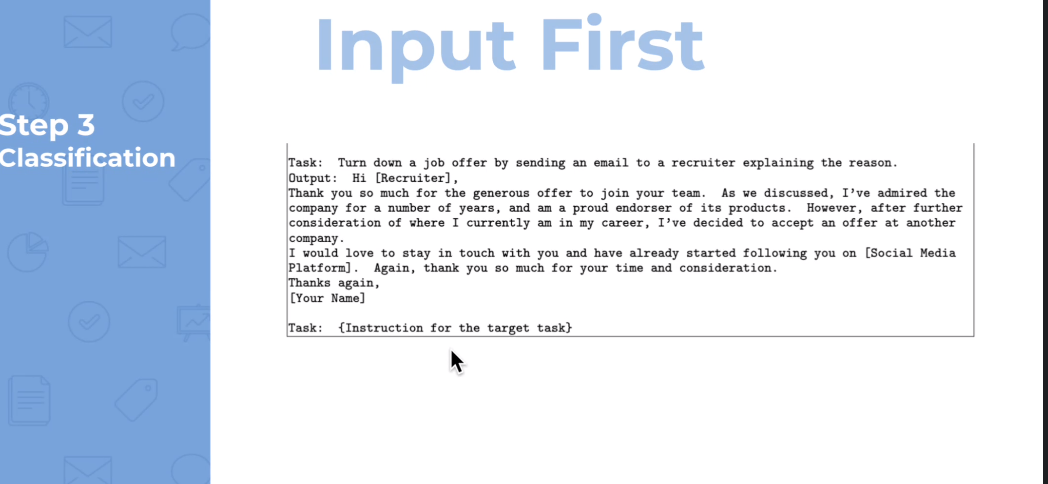 Input First
Step 3
Classification
Task: Turn down a job offer by sending an email to a recruiter explaining the reason.
Output: Hi [Recruiter],
Thank you so much for the generous offer to join your team. As we discussed, I've admired the
company for a number of years, and am a proud endorser of its products. However, after further
consideration of where I currently am in my career, I've decided to accept an offer at another
company.
I would love to stay in touch with you and have already started following you on [Social Media
Platform]. Again, thank you so much for your time and consideration.
Thanks again,
[Your Name]
Task: {Instruction for the target task}